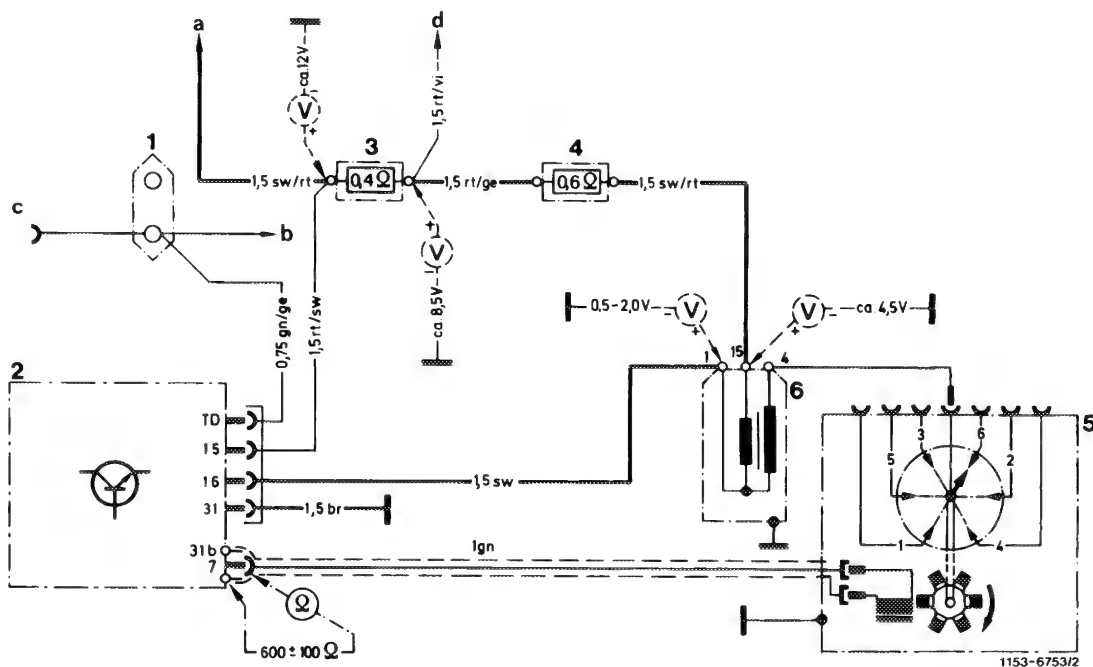 a
d
ca.12V
V
-
+
1,5 rt/vi
1
3
4
1,5 sw/rt
0,4 Ω
1,5 rt/ge
0,6 Ω
1,5 sw/rt
c
b
+
V
-
ca. 8,5V
0,75 gn/ge
1,5 rt/sw
0,5-2,0V
V
-
+
V
-
+
ca. 4,5V
1
15
4
6
2
5
TD
15
16
31
31b
7
1,5 sw
1,5 br
1gn
3
6
5
2
1
4
Ω
600 ± 100 Ω
1153-6753/2